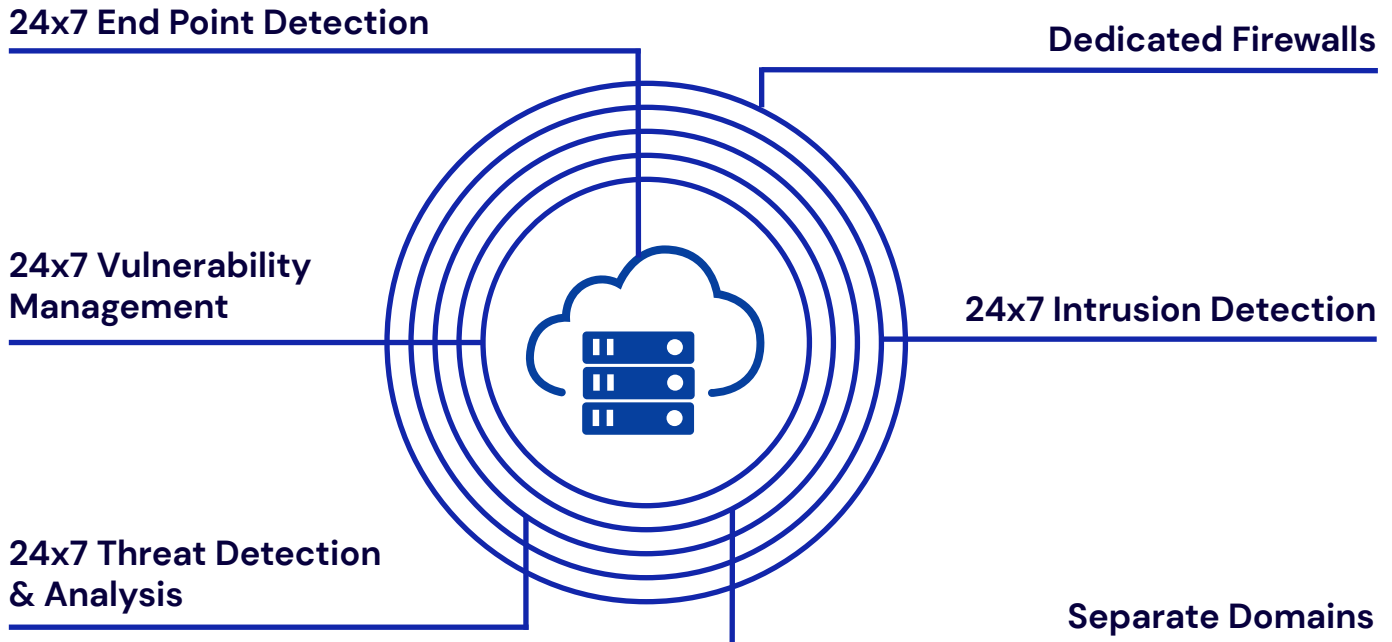 24x7 End Point Detection
Dedicated Firewalls
24x7 Vulnerability
Management
24x7 Intrusion Detection
24x7 Threat Detection
& Analysis
Separate Domains